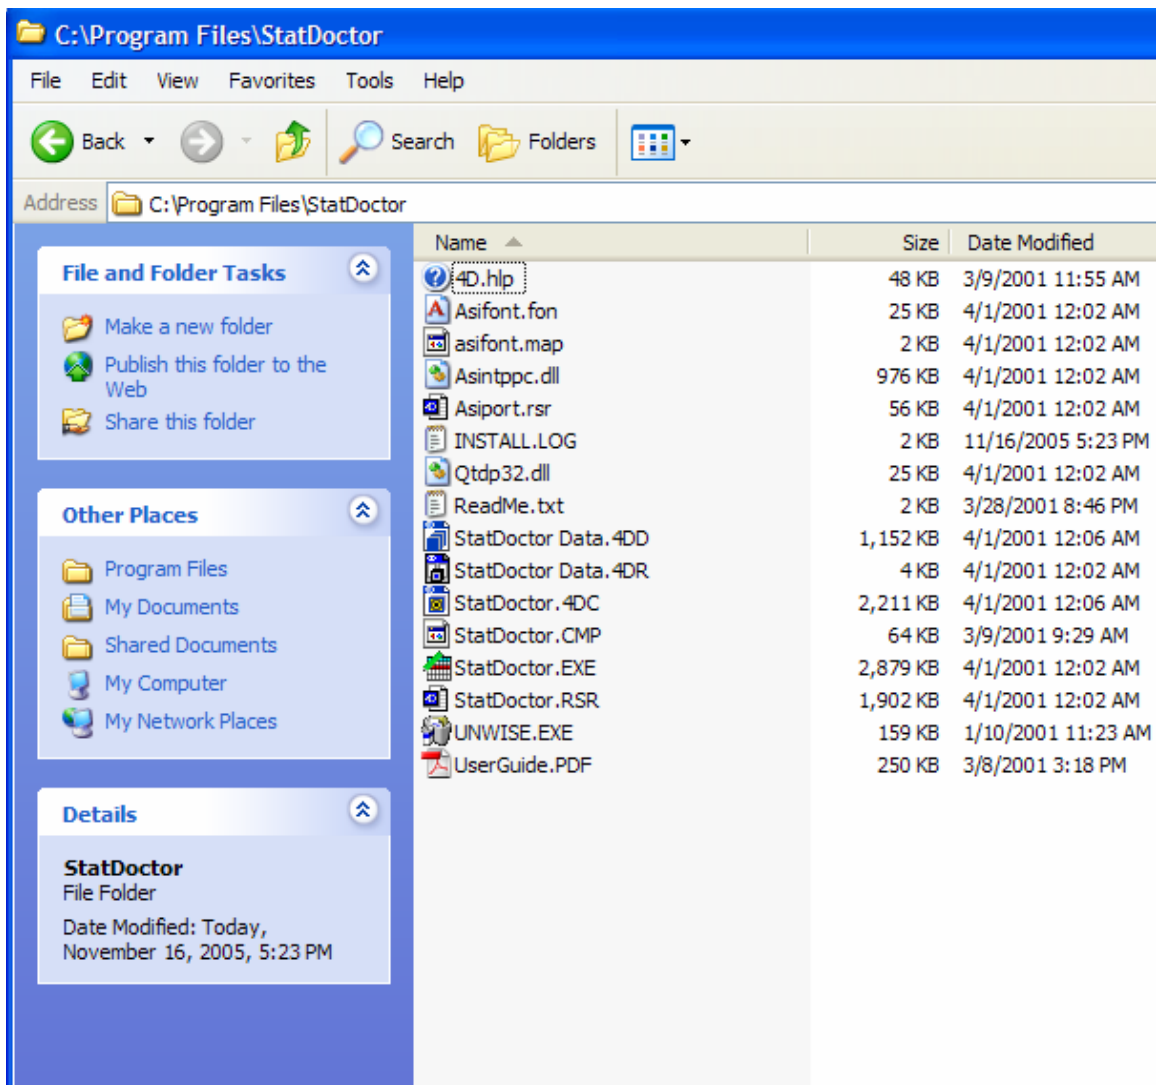 C:\Program Files\StatDoctor
File Edit View Favorites Tools Help
Back Search Folders
Address C:\Program Files\StatDoctor
File and Folder Tasks
Make a new folder
Publish this folder to the
Web
Share this folder
Other Places
Program Files
My Documents
Shared Documents
My Computer
My Network Places
Details
StatDoctor
File Folder
Date Modified: Today,
November 16, 2005, 5:23 PM
Name Size Date Modified
4D.hlp 48 KB 3/9/2001 11:55 AM
Asifont.fon 25 KB 4/1/2001 12:02 AM
asifont.map 2 KB 4/1/2001 12:02 AM
Asintppc.dll 976 KB 4/1/2001 12:02 AM
Asiport.rsr 56 KB 4/1/2001 12:02 AM
INSTALL.LOG 2 KB 11/16/2005 5:23 PM
Qtdp32.dll 25 KB 4/1/2001 12:02 AM
ReadMe.txt 2 KB 3/28/2001 8:46 PM
StatDoctor Data.4DD 1,152 KB 4/1/2001 12:06 AM
StatDoctor Data.4DR 4 KB 4/1/2001 12:02 AM
StatDoctor.4DC 2,211 KB 4/1/2001 12:06 AM
StatDoctor.CMP 64 KB 3/9/2001 9:29 AM
StatDoctor.EXE 2,879 KB 4/1/2001 12:02 AM
StatDoctor.RSR 1,902 KB 4/1/2001 12:02 AM
UNWISE.EXE 159 KB 1/10/2001 11:23 AM
UserGuide.PDF 250 KB 3/8/2001 3:18 PM